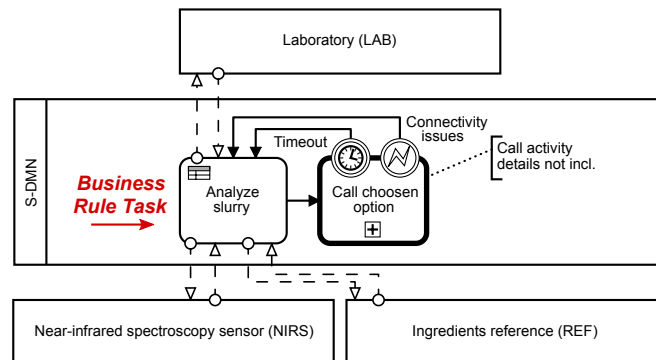 Laboratory (LAB)
S-DMN
Connectivity
issues
Timeout
Call activity
details not incl.
Business
Rule Task
Analyze
slurry
Call choosen
option
Near-infrared spectroscopy sensor (NIRS)
Ingredients reference (REF)